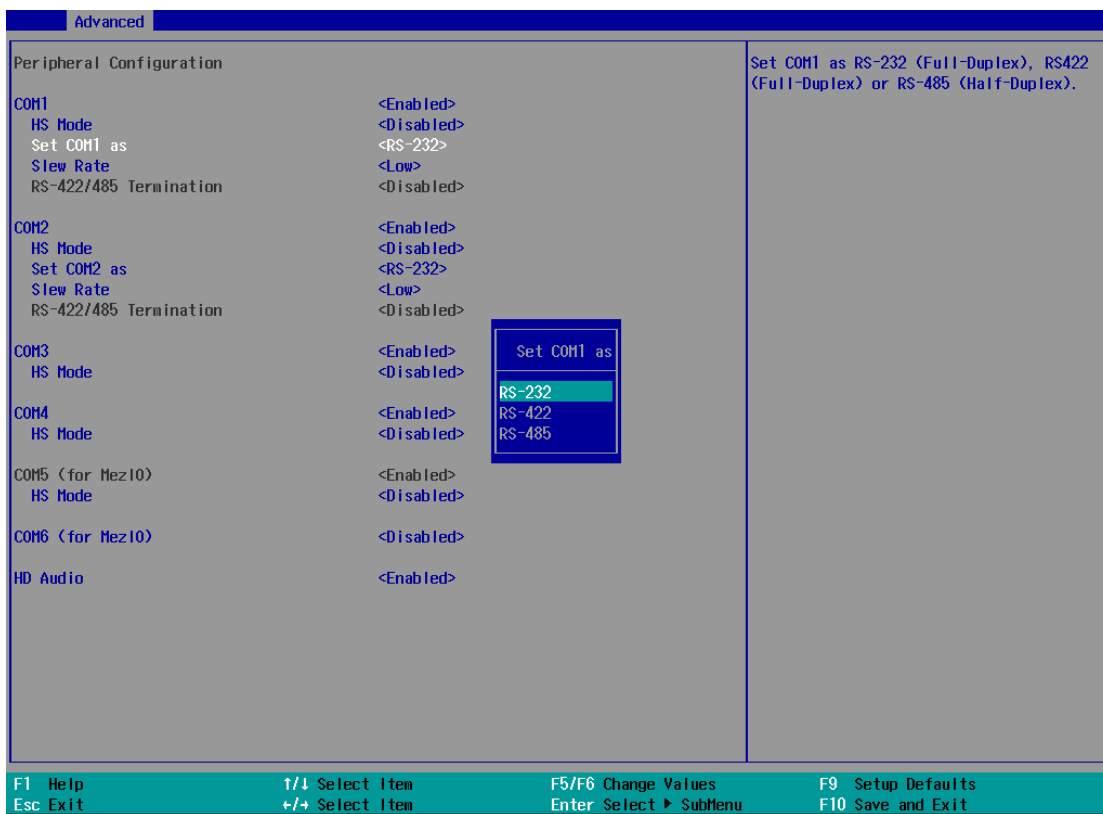 Advanced
Peripheral Configuration
COM1 <Enabled>
HS Mode <Disabled>
Set COM1 as <RS-232>
Slew Rate <Low>
RS-422/485 Termination <Disabled>
COM2 <Enabled>
HS Mode <Disabled>
Set COM2 as <RS-232>
Slew Rate <Low>
RS-422/485 Termination <Disabled>
COM3 <Enabled>
HS Mode <Disabled>
COM4 <Enabled>
HS Mode <Disabled>
COM5 (for MezIO) <Enabled>
HS Mode <Disabled>
COM6 (for MezIO) <Disabled>
HD Audio <Enabled>
Set COM1 as
RS-232
RS-422
RS-485
Set COM1 as RS-232 (Full-Duplex), RS422
(Full-Duplex) or RS-485 (Half-Duplex).
F1 Help ↑/↓ Select Item F5/F6 Change Values F9 Setup Defaults
Esc Exit ←/→ Select Item Enter Select ▶ SubMenu F10 Save and Exit